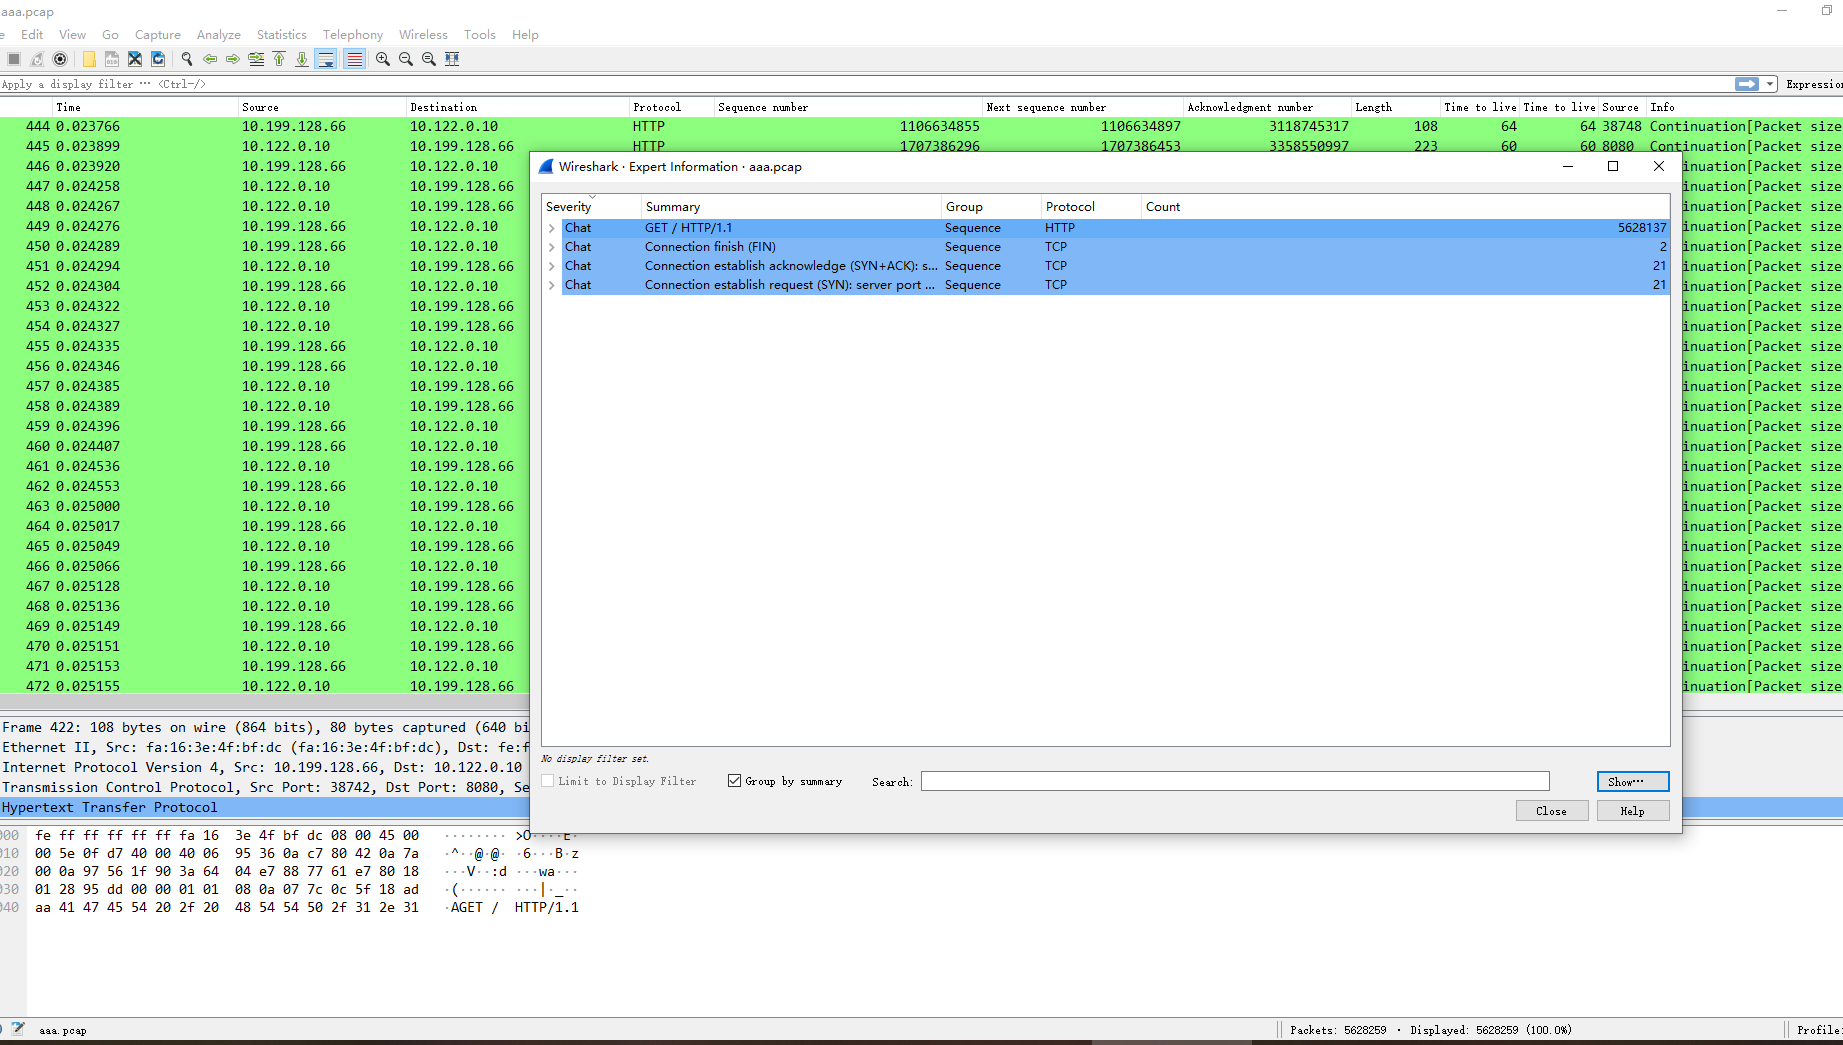 aaa.pcap
Edit View Go Capture Analyze Statistics Telephony Wireless Tools Help
Apply a display filter ··· <Ctrl-/> Expression
Time Source Destination Protocol Sequence number Next sequence number Acknowledgment number Length Time to live Time to live Source Info
444 0.023766 10.199.128.66 10.122.0.10 HTTP 1106634855 1106634897 3118745317 108 64 64 38748 Continuation[Packet size
445 0.023899 10.122.0.10 10.199.128.66 HTTP 1707386296 1707386453 3358550997 223 60 60 8080 Continuation[Packet size
446 0.023920 10.199.128.66 10.122.0.10 inuation[Packet size
447 0.024258 10.122.0.10 10.199.128.66 inuation[Packet size
448 0.024267 10.122.0.10 10.199.128.66 inuation[Packet size
449 0.024276 10.199.128.66 10.122.0.10 inuation[Packet size
450 0.024289 10.199.128.66 10.122.0.10 inuation[Packet size
451 0.024294 10.122.0.10 10.199.128.66 inuation[Packet size
452 0.024304 10.199.128.66 10.122.0.10 inuation[Packet size
453 0.024322 10.122.0.10 10.199.128.66 inuation[Packet size
454 0.024327 10.122.0.10 10.199.128.66 inuation[Packet size
455 0.024335 10.199.128.66 10.122.0.10 inuation[Packet size
456 0.024346 10.199.128.66 10.122.0.10 inuation[Packet size
457 0.024385 10.122.0.10 10.199.128.66 inuation[Packet size
458 0.024389 10.122.0.10 10.199.128.66 inuation[Packet size
459 0.024396 10.199.128.66 10.122.0.10 inuation[Packet size
460 0.024407 10.199.128.66 10.122.0.10 inuation[Packet size
461 0.024536 10.122.0.10 10.199.128.66 inuation[Packet size
462 0.024553 10.199.128.66 10.122.0.10 inuation[Packet size
463 0.025000 10.122.0.10 10.199.128.66 inuation[Packet size
464 0.025017 10.199.128.66 10.122.0.10 inuation[Packet size
465 0.025049 10.122.0.10 10.199.128.66 inuation[Packet size
466 0.025066 10.199.128.66 10.122.0.10 inuation[Packet size
467 0.025128 10.122.0.10 10.199.128.66 inuation[Packet size
468 0.025136 10.122.0.10 10.199.128.66 inuation[Packet size
469 0.025149 10.199.128.66 10.122.0.10 inuation[Packet size
470 0.025151 10.122.0.10 10.199.128.66 inuation[Packet size
471 0.025153 10.199.128.66 10.122.0.10 inuation[Packet size
472 0.025155 10.122.0.10 10.199.128.66 inuation[Packet size
Wireshark · Expert Information · aaa.pcap
Severity Summary Group Protocol Count
Chat GET / HTTP/1.1 Sequence HTTP 5628137
Chat Connection finish (FIN) Sequence TCP 2
Chat Connection establish acknowledge (SYN+ACK): s... Sequence TCP 21
Chat Connection establish request (SYN): server port ... Sequence TCP 21
No display filter set.
Limit to Display Filter Group by summary Search: Show···
Close Help
Frame 422: 108 bytes on wire (864 bits), 80 bytes captured (640 bi
Ethernet II, Src: fa:16:3e:4f:bf:dc (fa:16:3e:4f:bf:dc), Dst: fe:f
Internet Protocol Version 4, Src: 10.199.128.66, Dst: 10.122.0.10
Transmission Control Protocol, Src Port: 38742, Dst Port: 8080, Se
Hypertext Transfer Protocol
000 fe ff ff ff ff ff fa 16 3e 4f bf dc 08 00 45 00 ········ >O····E·
010 00 5e 0f d7 40 00 40 06 95 36 0a c7 80 42 0a 7a ·^··@·@· ·6···B·z
020 00 0a 97 56 1f 90 3a 64 04 e7 88 77 61 e7 80 18 ···V··:d ···wa···
030 01 28 95 dd 00 00 01 01 08 0a 07 7c 0c 5f 18 ad ·(······ ···|·_··
040 aa 41 47 45 54 20 2f 20 48 54 54 50 2f 31 2e 31 ·AGET / HTTP/1.1
aaa.pcap Packets: 5628259 · Displayed: 5628259 (100.0%) Profile: